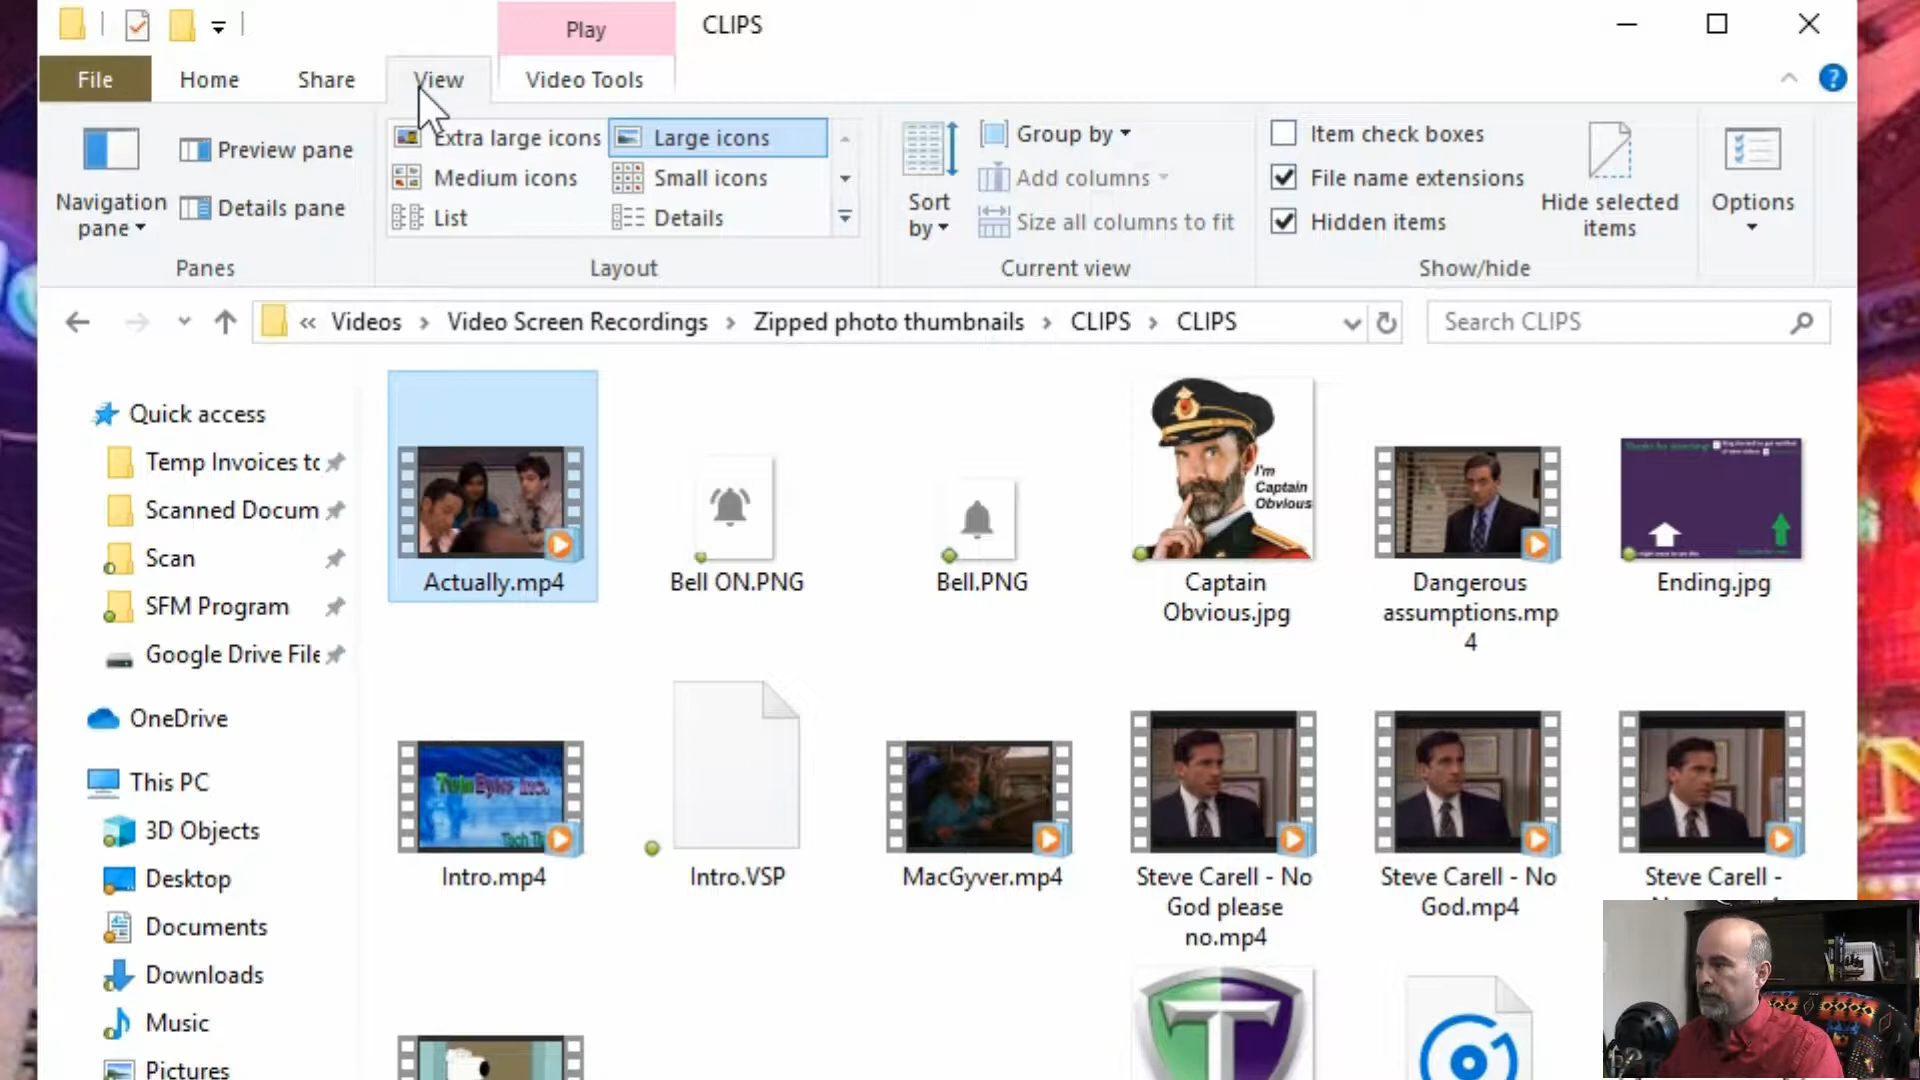 Play
CLIPS
File
Home
Share
View
Video Tools
Navigation
pane
Preview pane
Details pane
Panes
Extra large icons
Large icons
Medium icons
Small icons
List
Details
Layout
Sort
by
Group by
Add columns
Size all columns to fit
Current view
Item check boxes
File name extensions
Hidden items
Hide selected
items
Show/hide
Options
« Videos › Video Screen Recordings › Zipped photo thumbnails › CLIPS › CLIPS
Search CLIPS
Quick access
Temp Invoices tc
Scanned Docum
Scan
SFM Program
Google Drive File
OneDrive
This PC
3D Objects
Desktop
Documents
Downloads
Music
Pictures
Actually.mp4
Bell ON.PNG
Bell.PNG
I'm
Captain
Obvious
Captain
Obvious.jpg
Dangerous
assumptions.mp
4
Ending.jpg
TwinBytes Inc.
Intro.mp4
Intro.VSP
MacGyver.mp4
Steve Carell - No
God please
no.mp4
Steve Carell - No
God.mp4
Steve Carell -
T